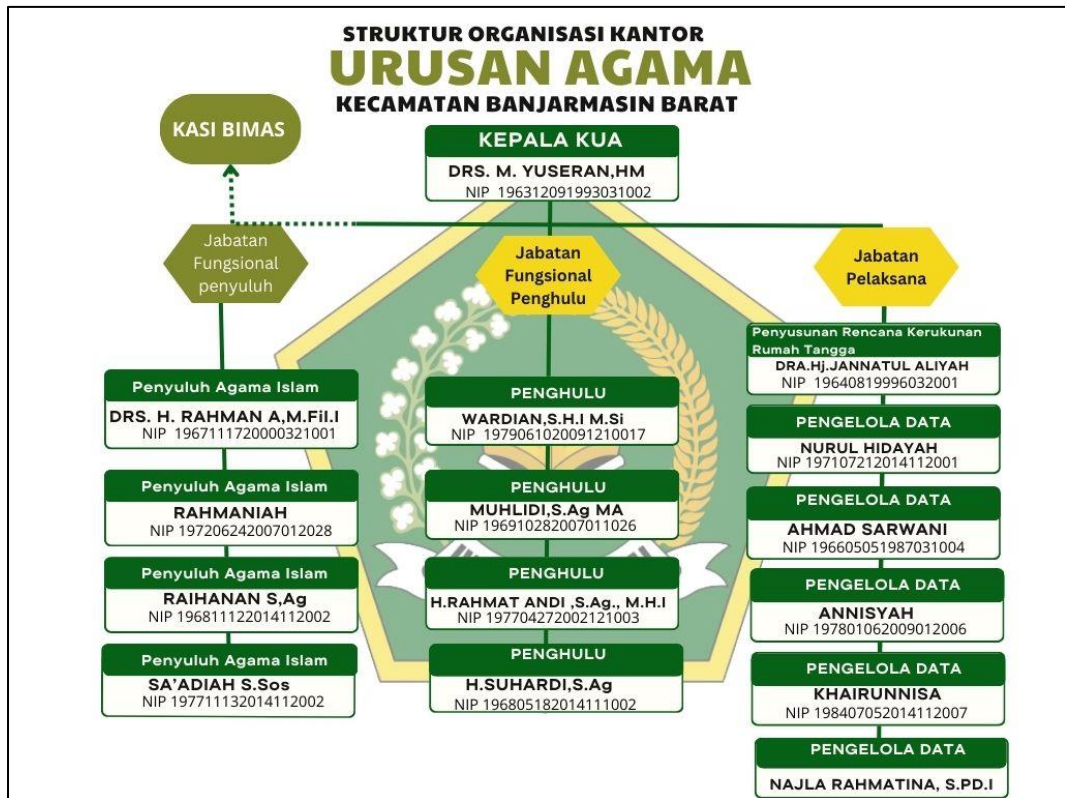 STRUKTUR ORGANISASI KANTOR
URUSAN AGAMA
KECAMATAN BANJARMASIN BARAT
KASI BIMAS
KEPALA KUA
DRS. M. YUSERAN,HM
NIP 196312091993031002
Jabatan
Fungsional
penyuluh
Penyuluh Agama Islam
DRS. H. RAHMAN A,M.Fil.I
NIP 1967111720000321001
Penyuluh Agama Islam
RAHMANIAH
NIP 197206242007012028
Penyuluh Agama Islam
RAIHANAN S,Ag
NIP 196811122014112002
Penyuluh Agama Islam
SA'ADIAH S.Sos
NIP 197711132014112002
Jabatan
Fungsional
Penghulu
PENGHULU
WARDIAN,S.H.I M.Si
NIP 1979061020091210017
PENGHULU
MUHLIDI,S.Ag MA
NIP 196910282007011026
PENGHULU
H.RAHMAT ANDI ,S.Ag., M.H.I
NIP 197704272002121003
PENGHULU
H.SUHARDI,S.Ag
NIP 196805182014111002
Jabatan
Pelaksana
Penyusunan Rencana Kerukunan
Rumah Tangga
DRA.Hj.JANNATUL ALIYAH
NIP 19640819996032001
PENGELOLA DATA
NURUL HIDAYAH
NIP 197107212014112001
PENGELOLA DATA
AHMAD SARWANI
NIP 196605051987031004
PENGELOLA DATA
ANNISYAH
NIP 197801062009012006
PENGELOLA DATA
KHAIRUNNISA
NIP 198407052014112007
PENGELOLA DATA
NAJLA RAHMATINA, S.PD.I